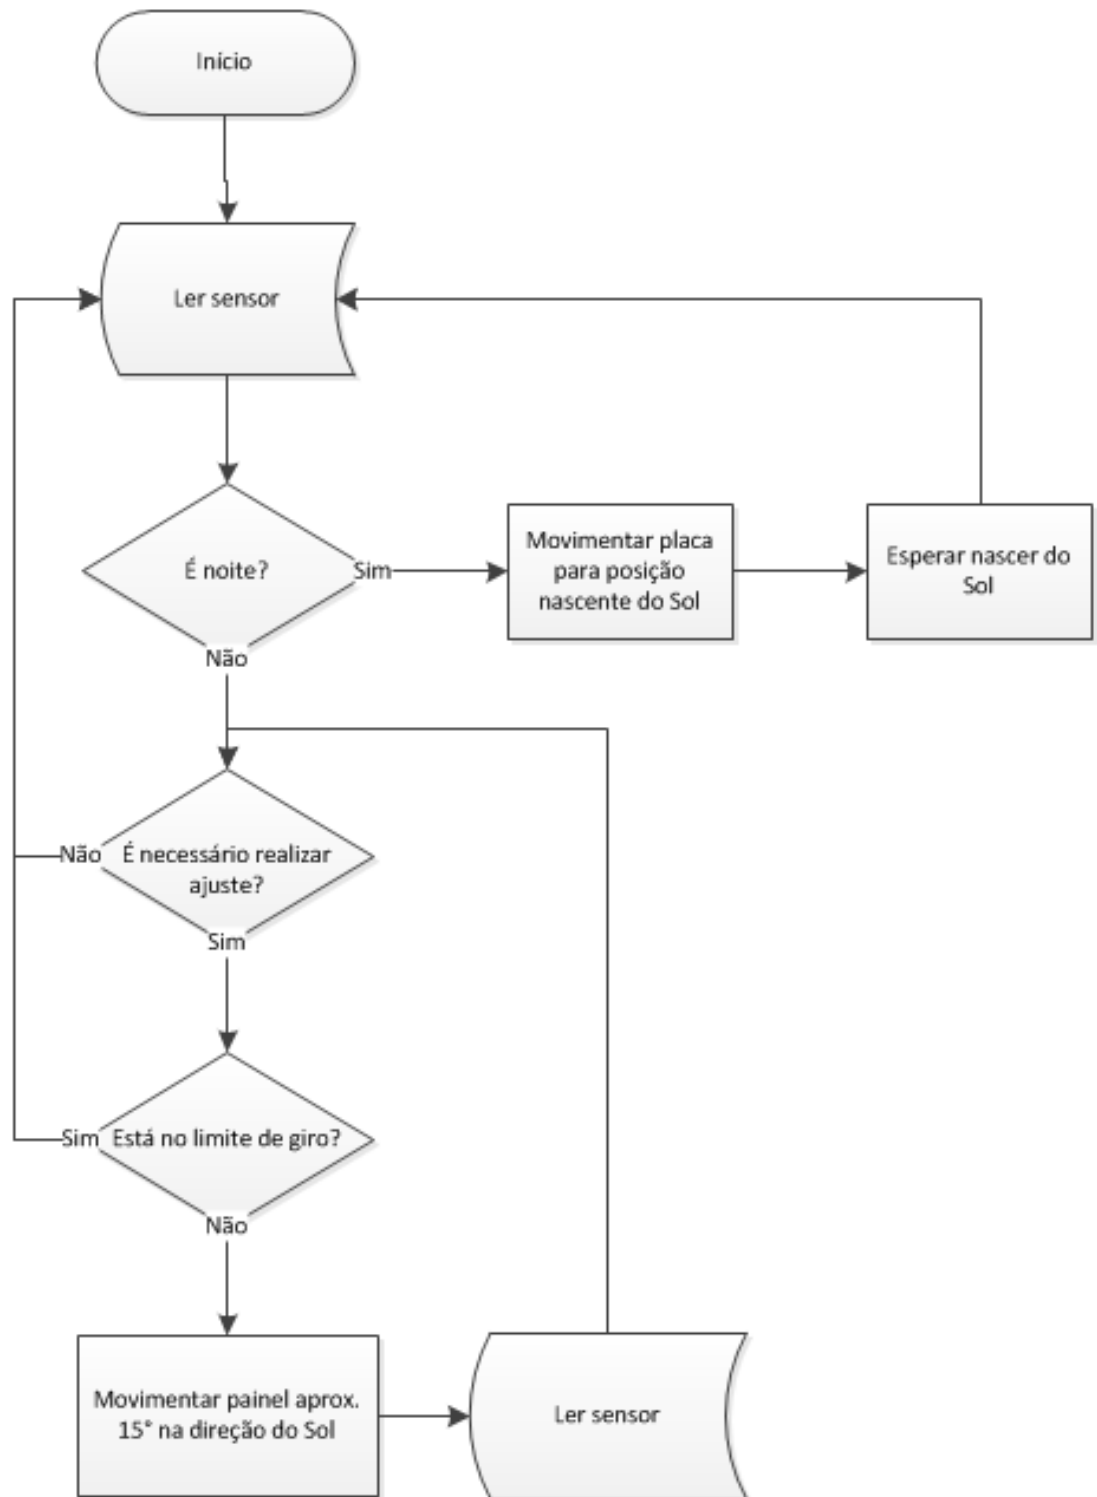 Início
Ler sensor
É noite?
Sim
Movimentar placa
para posição
nascente do Sol
Esperar nascer do
Sol
Não
Não
É necessário realizar
ajuste?
Sim
Sim
Está no limite de giro?
Não
Movimentar painel aprox.
15° na direção do Sol
Ler sensor